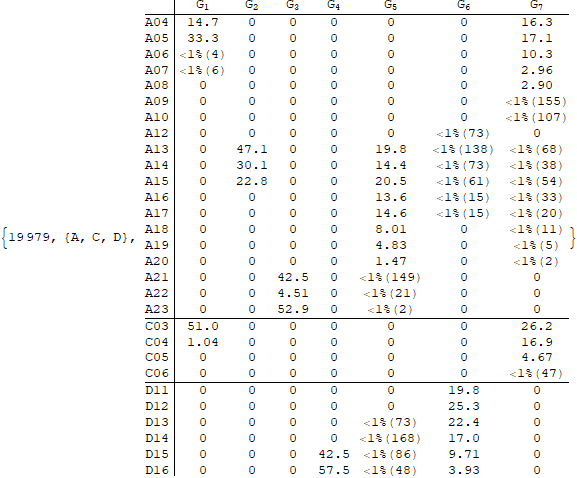 G1 G2 G3 G4 G5 G6 G7
A04 14.7 0 0 0 0 0 16.3
A05 33.3 0 0 0 0 0 17.1
A06 <1%(4) 0 0 0 0 0 10.3
A07 <1%(6) 0 0 0 0 0 2.96
A08 0 0 0 0 0 0 2.90
A09 0 0 0 0 0 0 <1%(155)
A10 0 0 0 0 0 0 <1%(107)
A12 0 0 0 0 0 <1%(73) 0
A13 0 47.1 0 0 19.8 <1%(138) <1%(68)
A14 0 30.1 0 0 14.4 <1%(73) <1%(38)
A15 0 22.8 0 0 20.5 <1%(61) <1%(54)
A16 0 0 0 0 13.6 <1%(15) <1%(33)
A17 0 0 0 0 14.6 <1%(15) <1%(20)
A18 0 0 0 0 8.01 0 <1%(11)
{19979, {A, C, D}, A19 0 0 0 0 4.83 0 <1%(5) }
A20 0 0 0 0 1.47 0 <1%(2)
A21 0 0 42.5 0 <1%(149) 0 0
A22 0 0 4.51 0 <1%(21) 0 0
A23 0 0 52.9 0 <1%(2) 0 0
C03 51.0 0 0 0 0 0 26.2
C04 1.04 0 0 0 0 0 16.9
C05 0 0 0 0 0 0 4.67
C06 0 0 0 0 0 0 <1%(47)
D11 0 0 0 0 0 19.8 0
D12 0 0 0 0 0 25.3 0
D13 0 0 0 0 <1%(73) 22.4 0
D14 0 0 0 0 <1%(168) 17.0 0
D15 0 0 0 42.5 <1%(86) 9.71 0
D16 0 0 0 57.5 <1%(48) 3.93 0